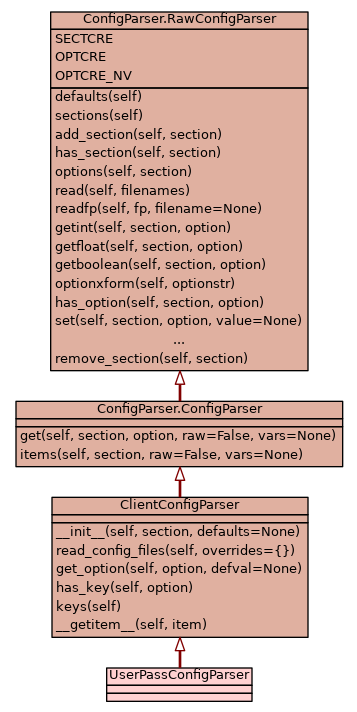 ConfigParser.RawConfigParser
SECTCRE
OPTCRE
OPTCRE_NV
defaults(self)
sections(self)
add_section(self, section)
has_section(self, section)
options(self, section)
read(self, filenames)
readfp(self, fp, filename=None)
getint(self, section, option)
getfloat(self, section, option)
getboolean(self, section, option)
optionxform(self, optionstr)
has_option(self, section, option)
set(self, section, option, value=None)
...
remove_section(self, section)
ConfigParser.ConfigParser
get(self, section, option, raw=False, vars=None)
items(self, section, raw=False, vars=None)
ClientConfigParser
__init__(self, section, defaults=None)
read_config_files(self, overrides={})
get_option(self, option, defval=None)
has_key(self, option)
keys(self)
__getitem__(self, item)
UserPassConfigParser